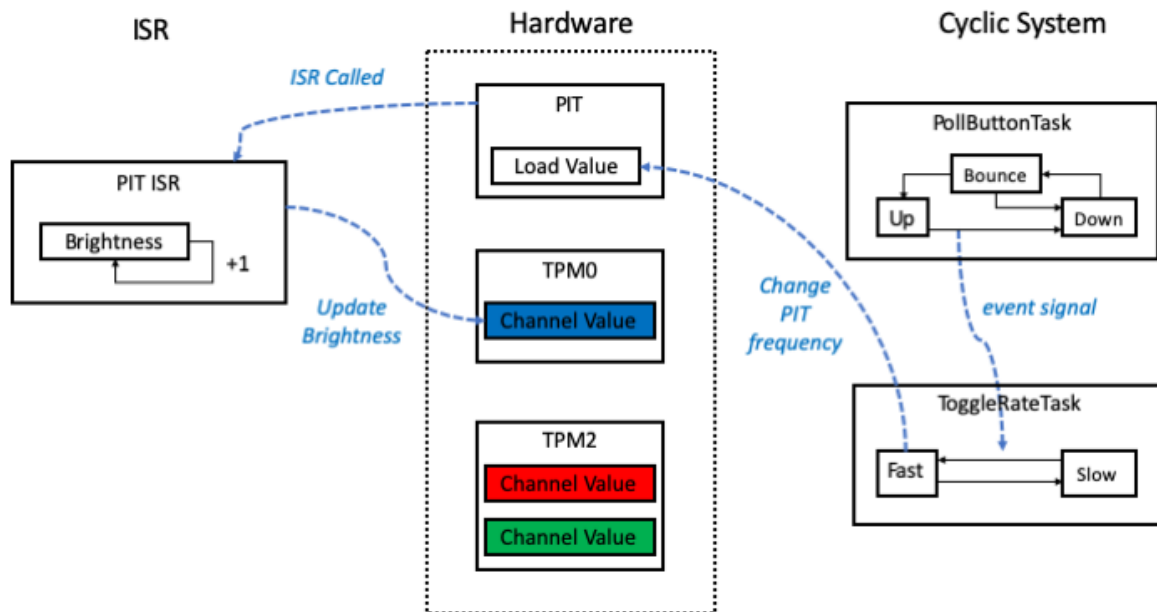 ISR
Hardware
Cyclic System
ISR Called
PIT
Load Value
PollButtonTask
Bounce
Up
Down
PIT ISR
Brightness
+1
TPM0
Channel Value
Update
Brightness
Change
PIT
frequency
event signal
TPM2
Channel Value
Channel Value
ToggleRateTask
Fast
Slow